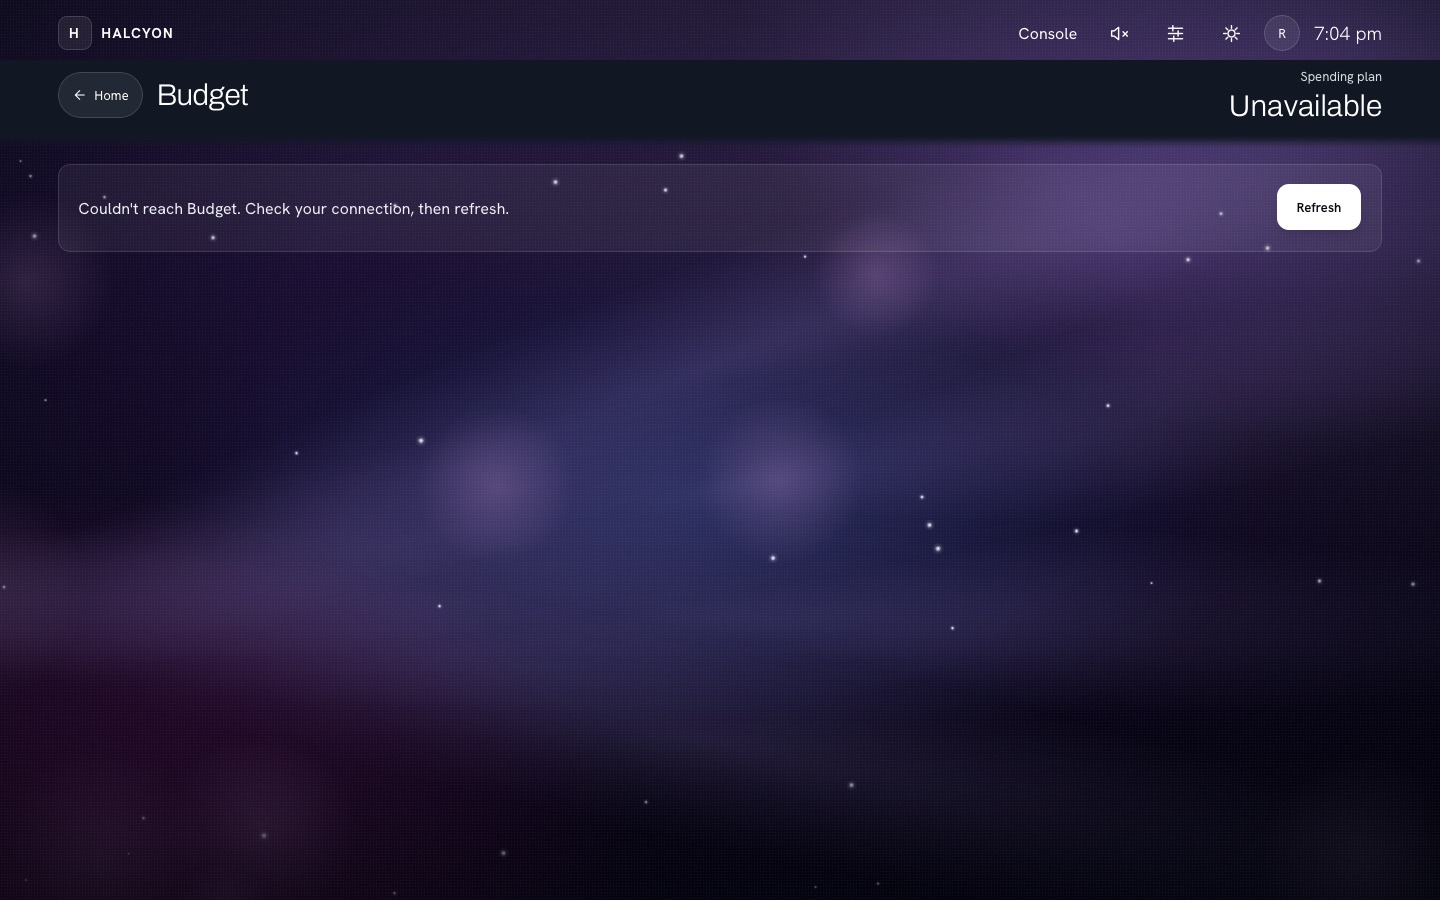 H HALCYON
Console
R
7:04 pm
Home
Budget
Spending plan
Unavailable
Couldn't reach Budget. Check your connection, then refresh.
Refresh